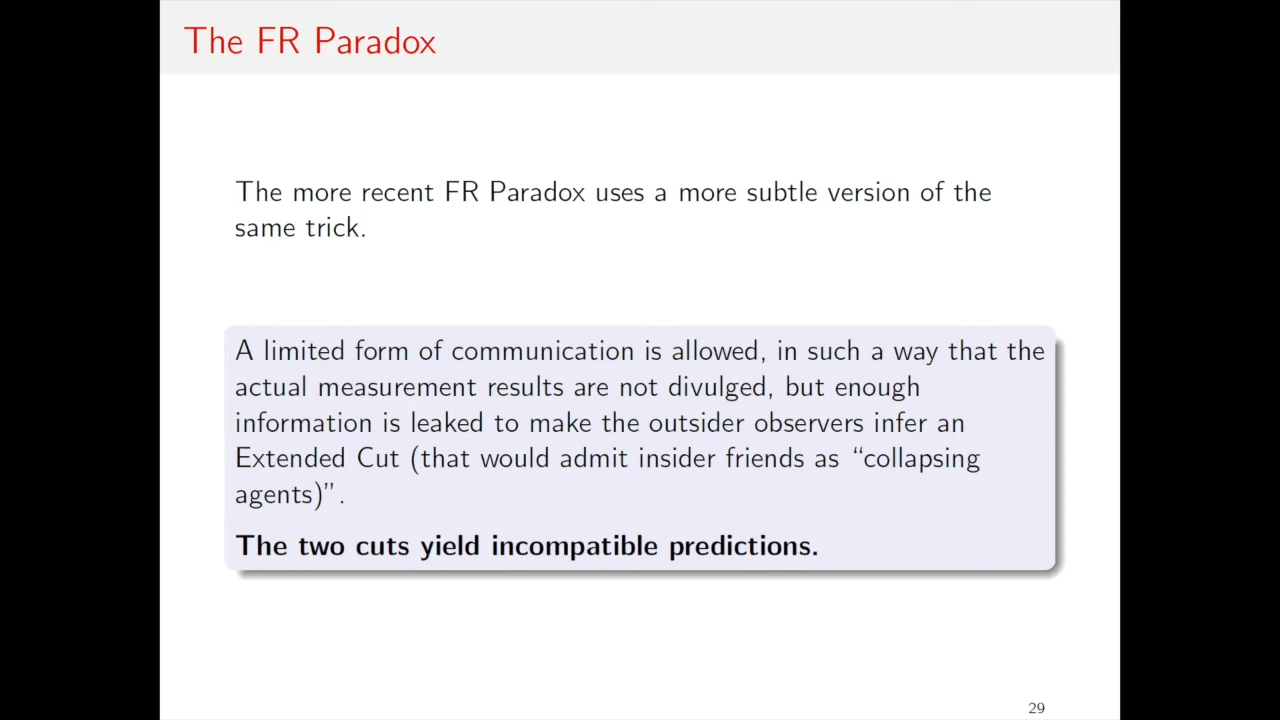 The FR Paradox
The more recent FR Paradox uses a more subtle version of the
same trick.
A limited form of communication is allowed, in such a way that the
actual measurement results are not divulged, but enough
information is leaked to make the outsider observers infer an
Extended Cut (that would admit insider friends as “collapsing
agents)”.
The two cuts yield incompatible predictions.
29